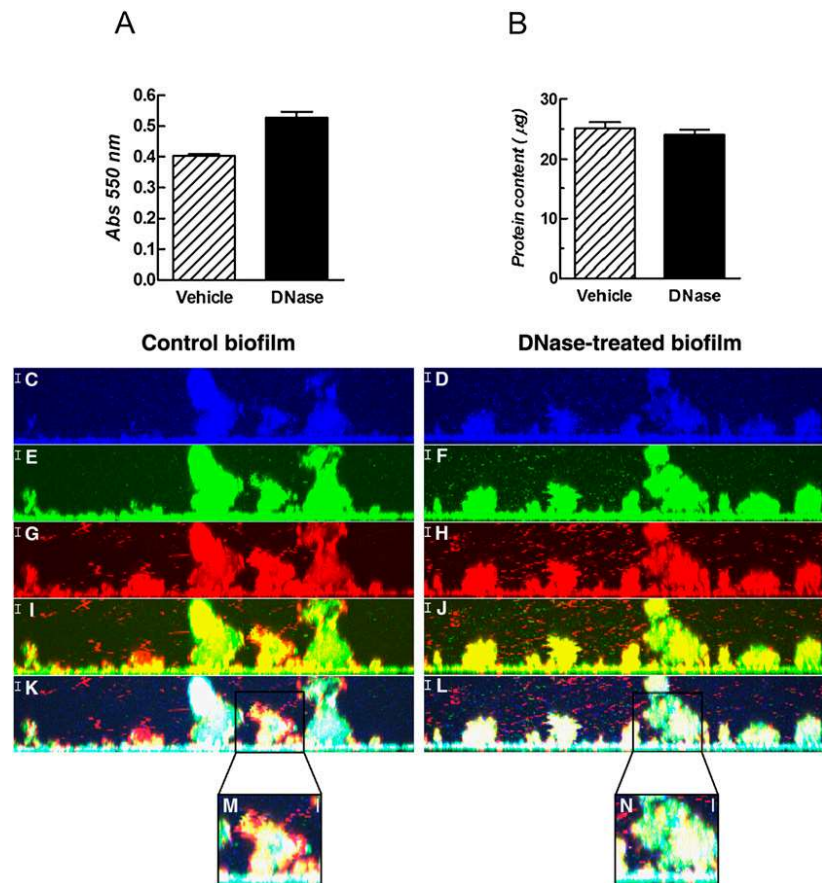 A
B
0.6
0.5
0.4
0.3
0.2
0.1
0.0
Abs 550 nm
Vehicle DNase
30
20
10
0
Protein content ( µg)
Vehicle DNase
Control biofilm
DNase-treated biofilm
C
D
E
F
G
H
I
J
K
L
M
N